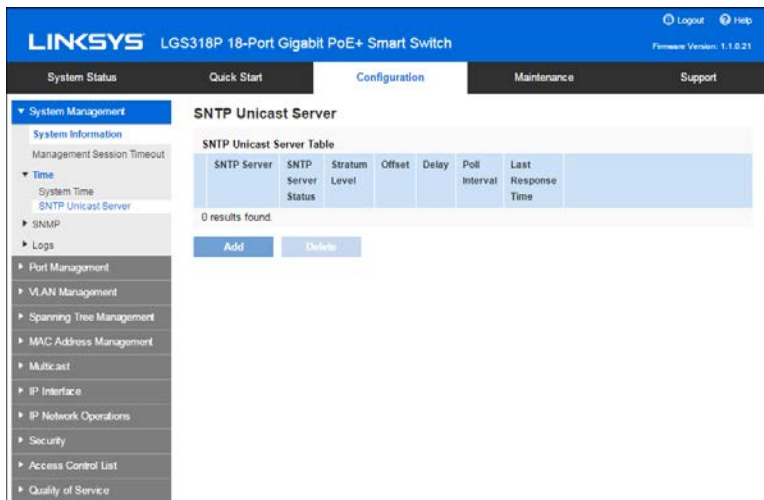 Logout Help
LINKSYS LGS318P 18-Port Gigabit PoE+ Smart Switch
Firmware Version: 1.1.0.21
System Status Quick Start Configuration Maintenance Support
System Management
System Information
Management Session Timeout
Time
System Time
SNTP Unicast Server
SNMP
Logs
Port Management
VLAN Management
Spanning Tree Management
MAC Address Management
Multicast
IP Interface
IP Network Operations
Security
Access Control List
Quality of Service
SNTP Unicast Server
SNTP Unicast Server Table
SNTP Server SNTP Server Status Stratum Level Offset Delay Poll Interval Last Response Time
0 results found.
Add Delete